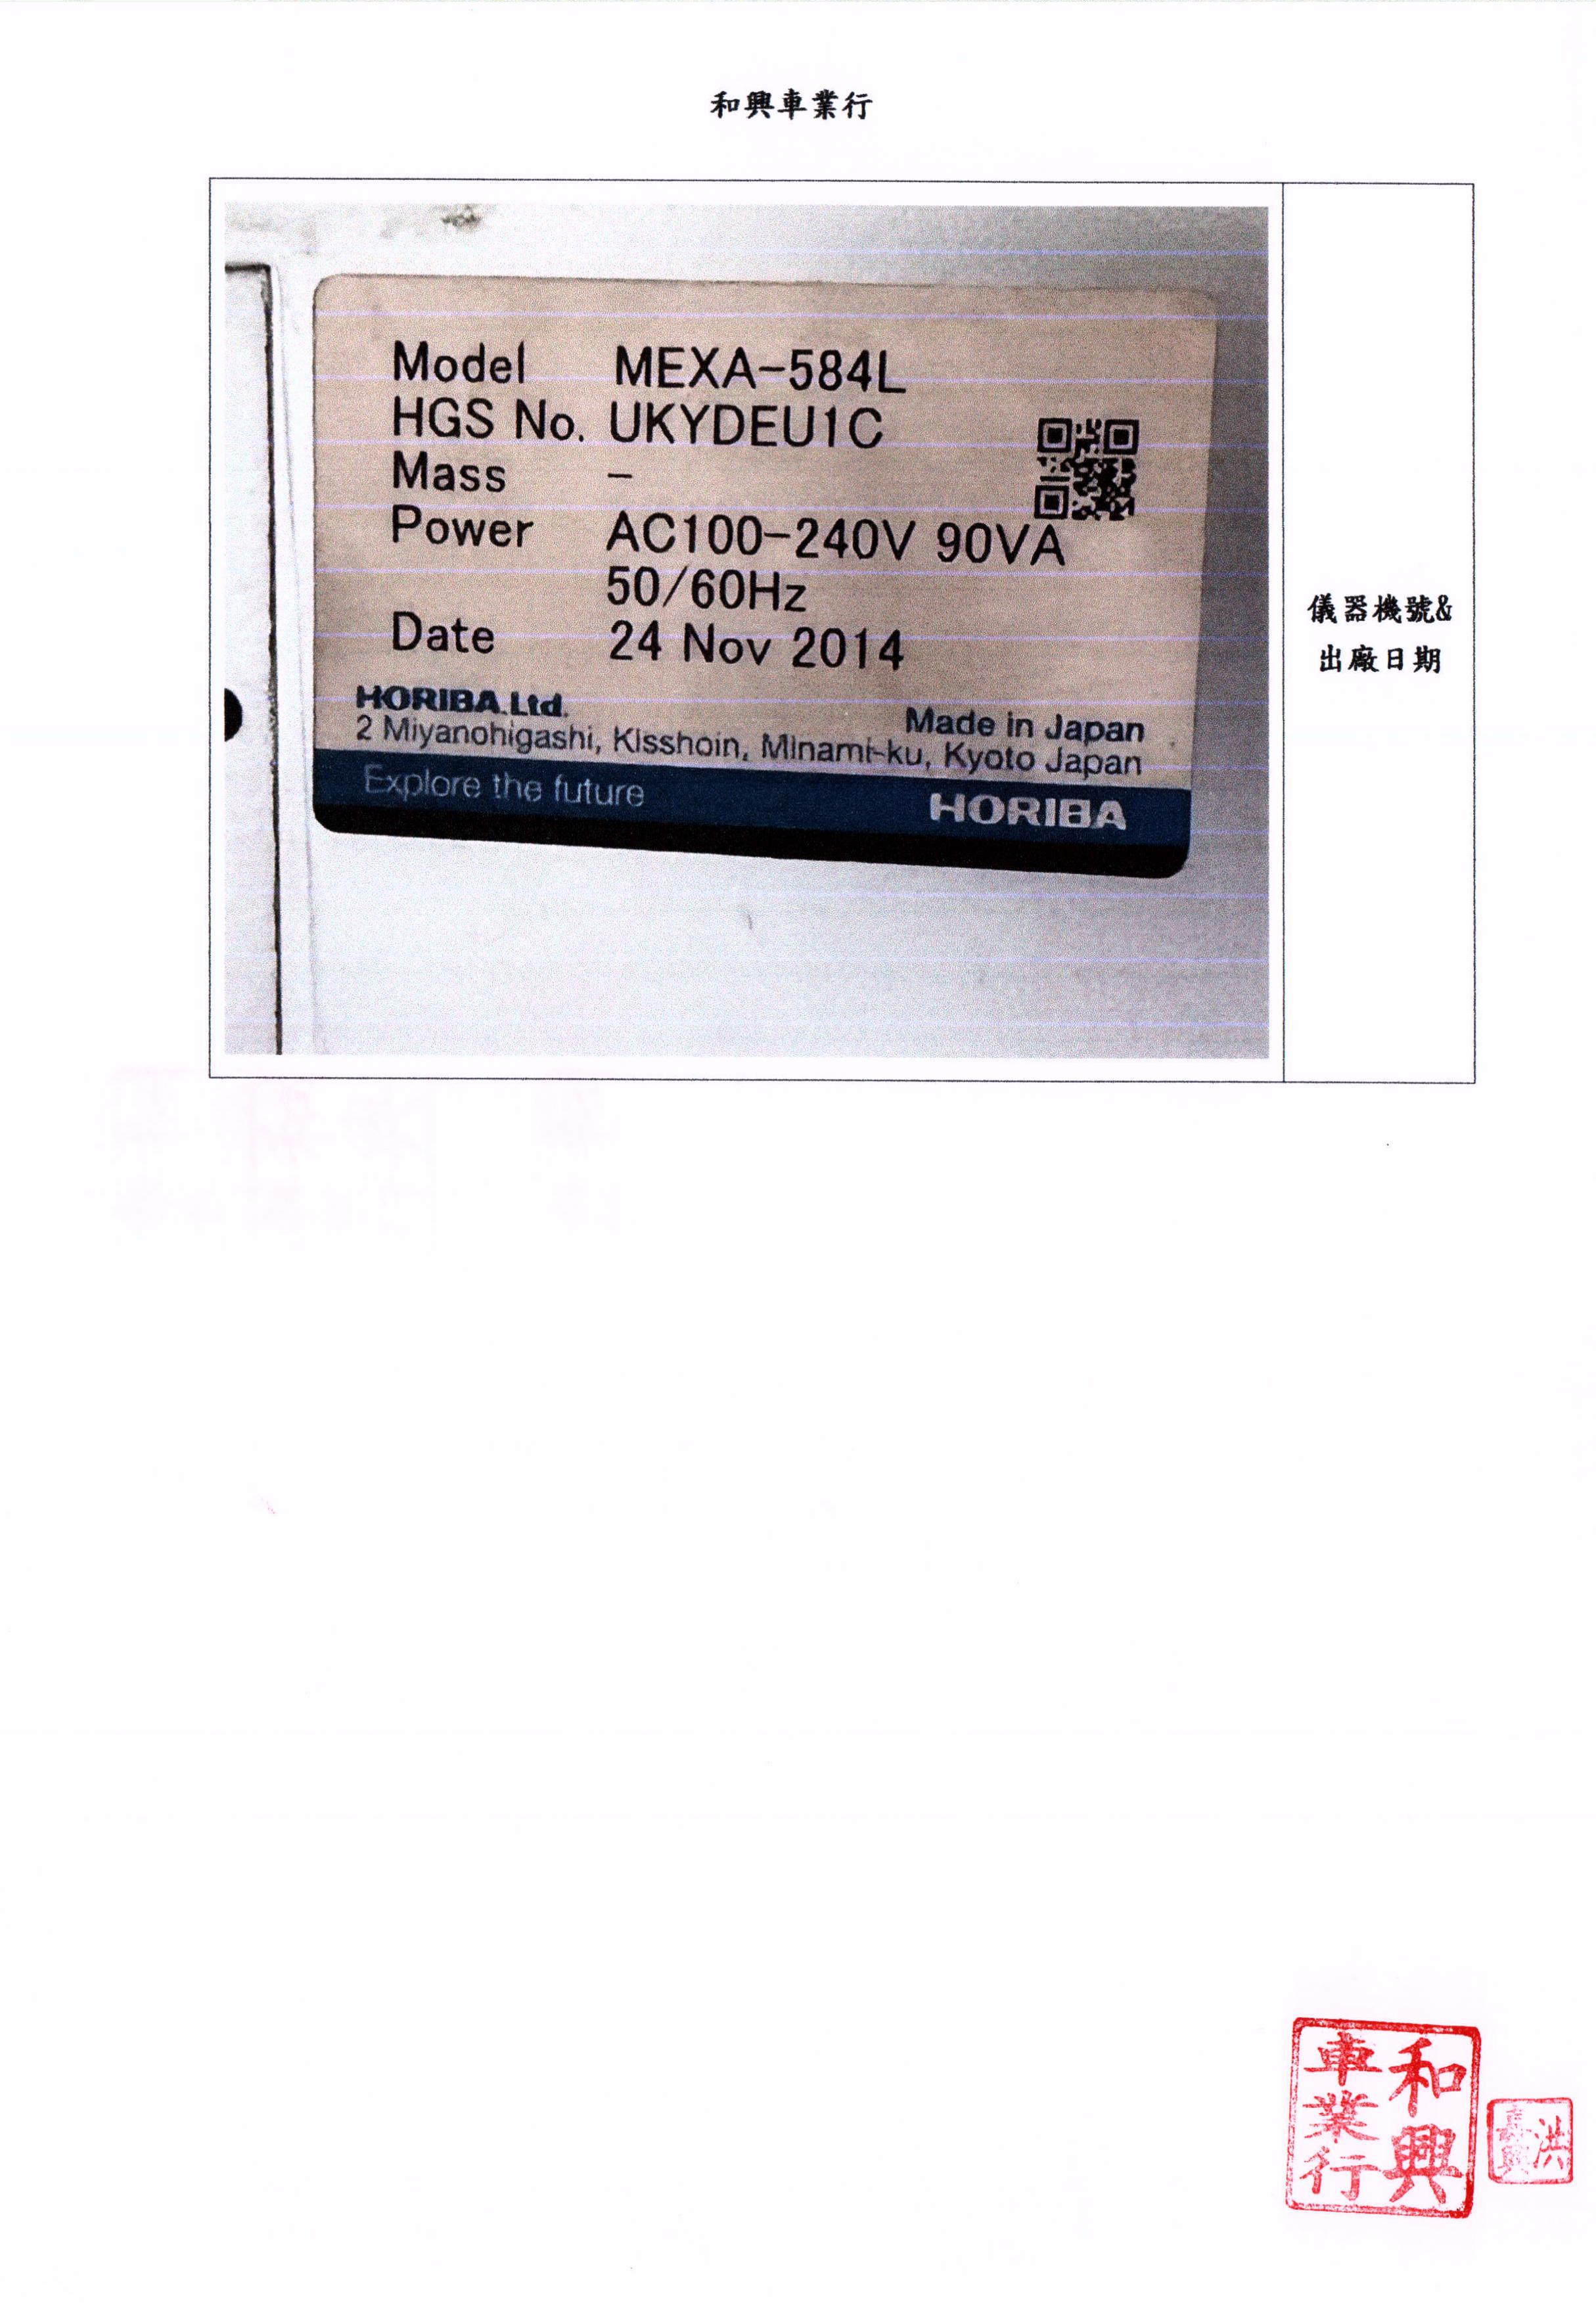 和興車業行
Model MEXA-584L
HGS No. UKYDEU1C
Mass -
Power AC100-240V 90VA
50/60Hz
Date 24 Nov 2014
HORIBA,Ltd.
Made in Japan
2 Miyanohigashi, Kisshoin, Minami-ku, Kyoto Japan
Explore the future
HORIBA
儀器機號&
出廠日期
和興
車業行
洪